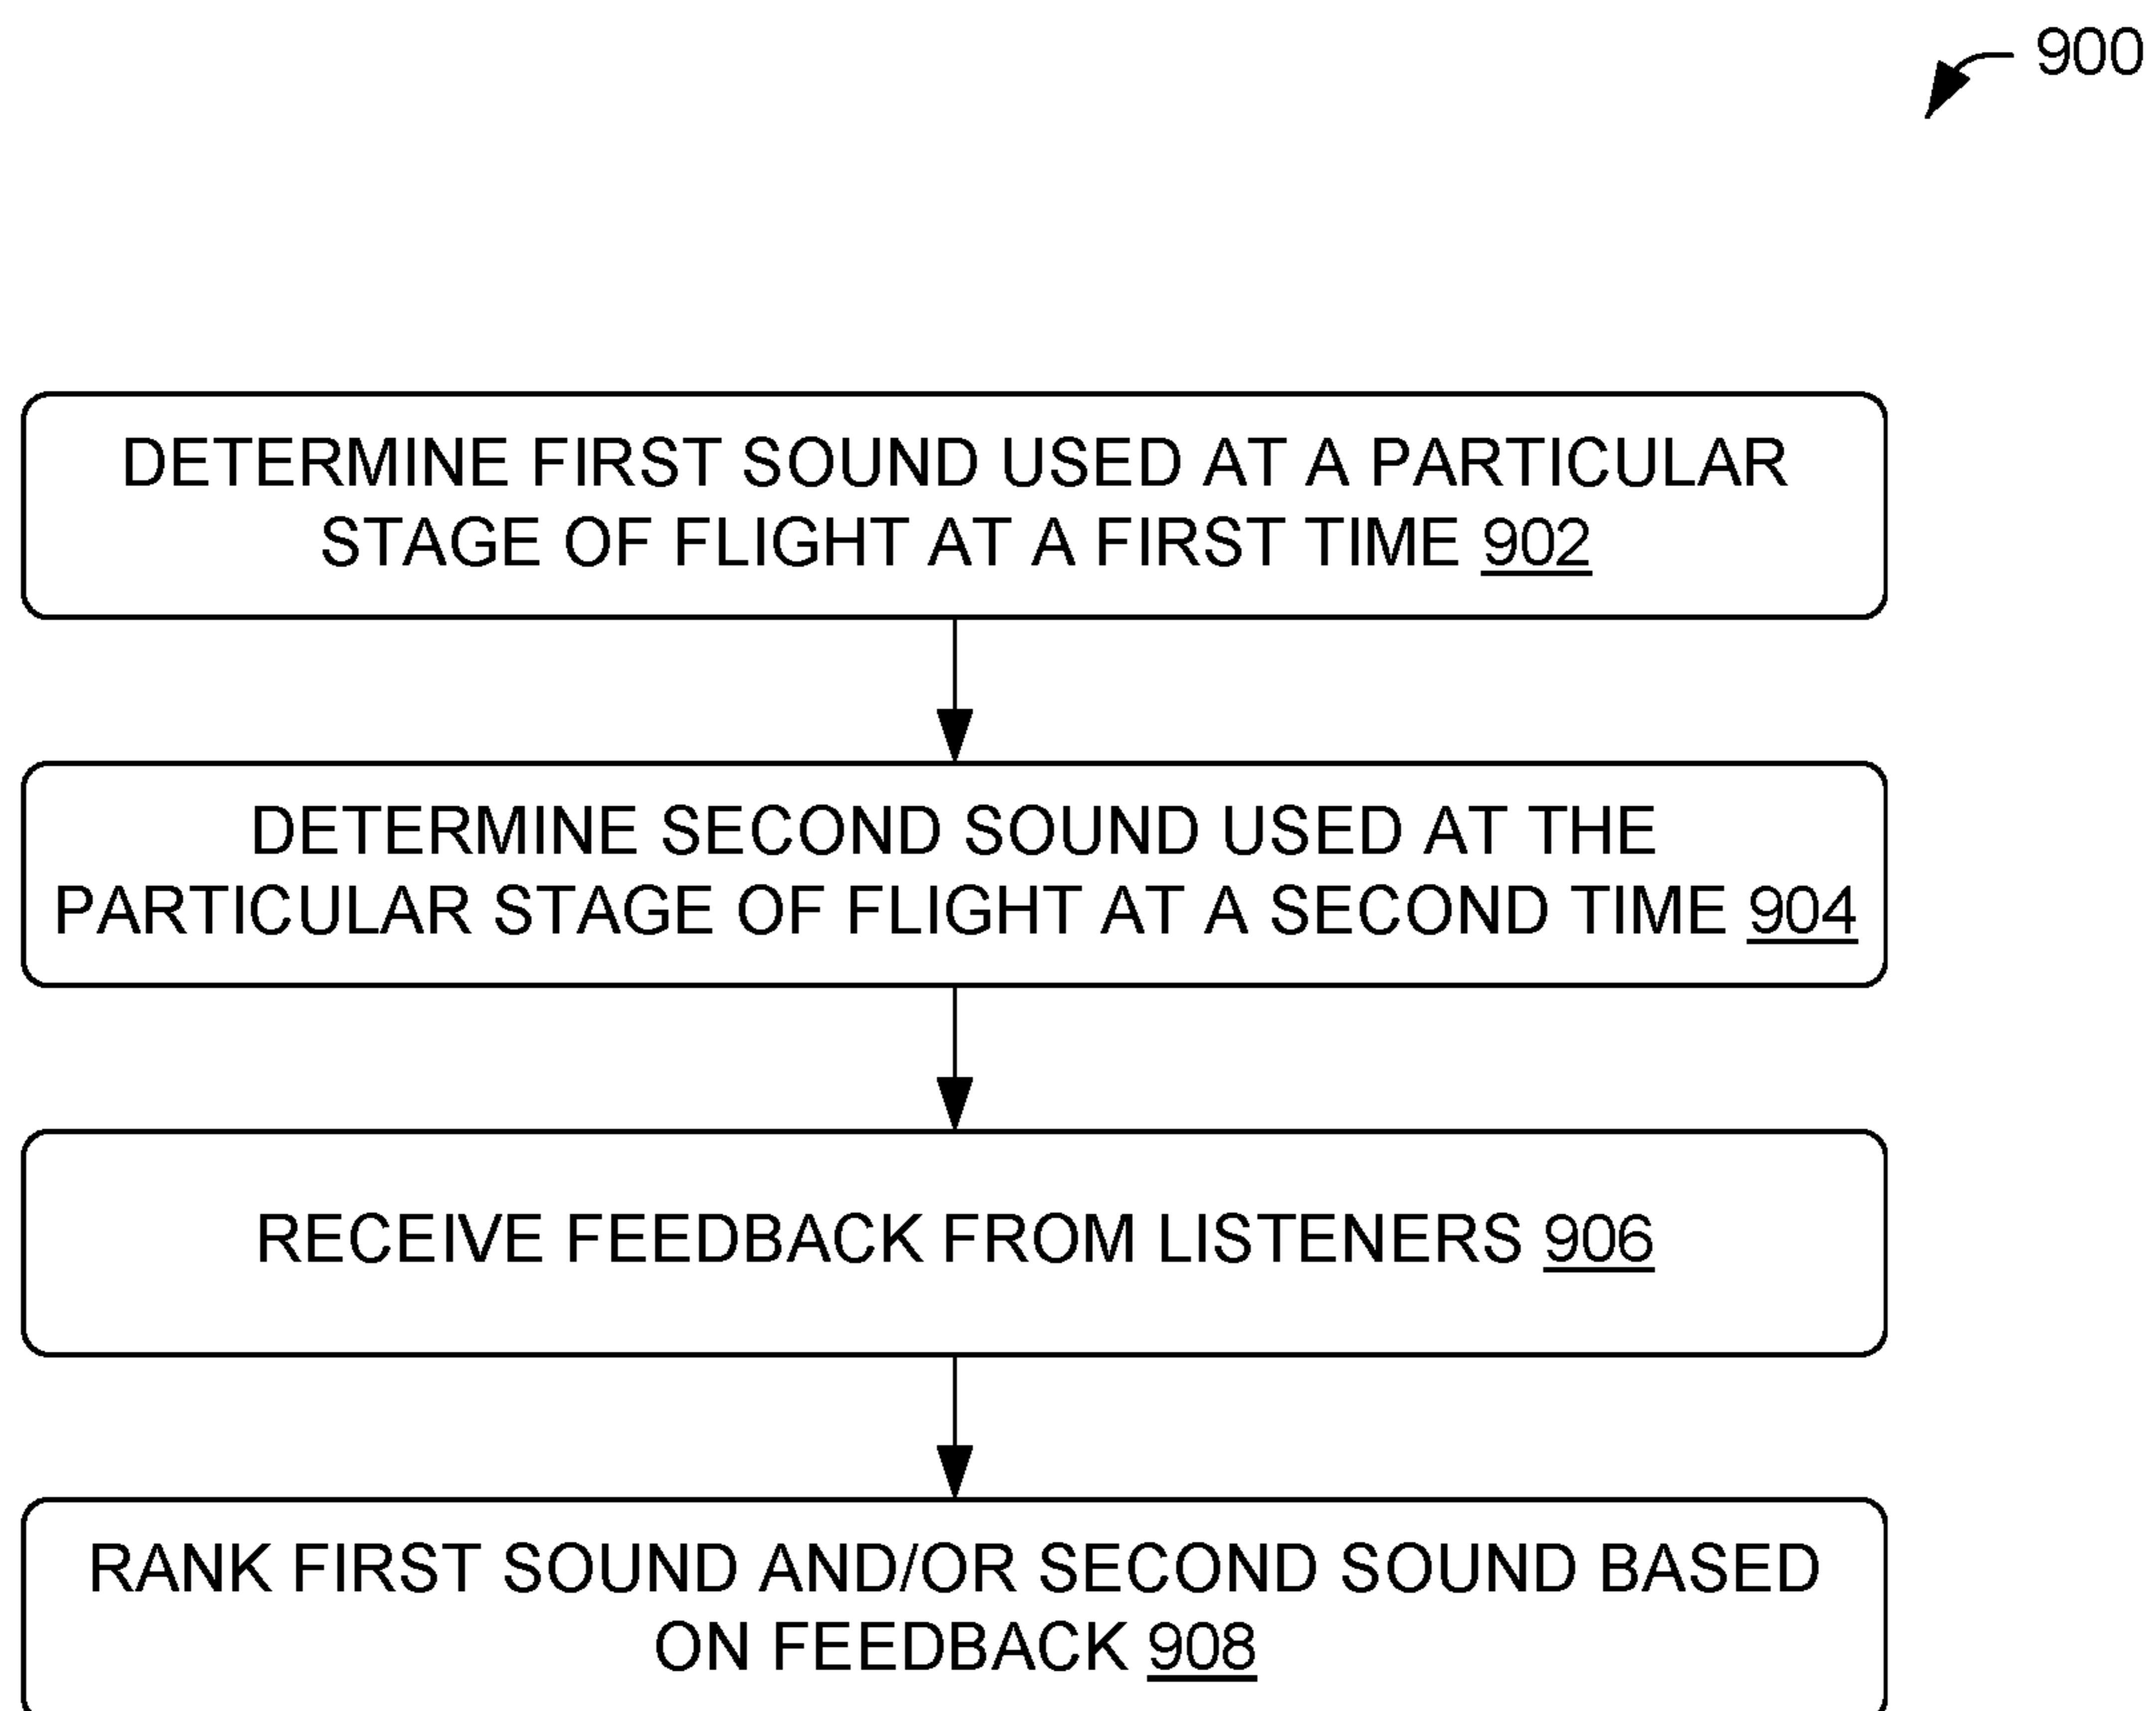 900
DETERMINE FIRST SOUND USED AT A PARTICULAR
STAGE OF FLIGHT AT A FIRST TIME 902
DETERMINE SECOND SOUND USED AT THE
PARTICULAR STAGE OF FLIGHT AT A SECOND TIME 904
RECEIVE FEEDBACK FROM LISTENERS 906
RANK FIRST SOUND AND/OR SECOND SOUND BASED
ON FEEDBACK 908